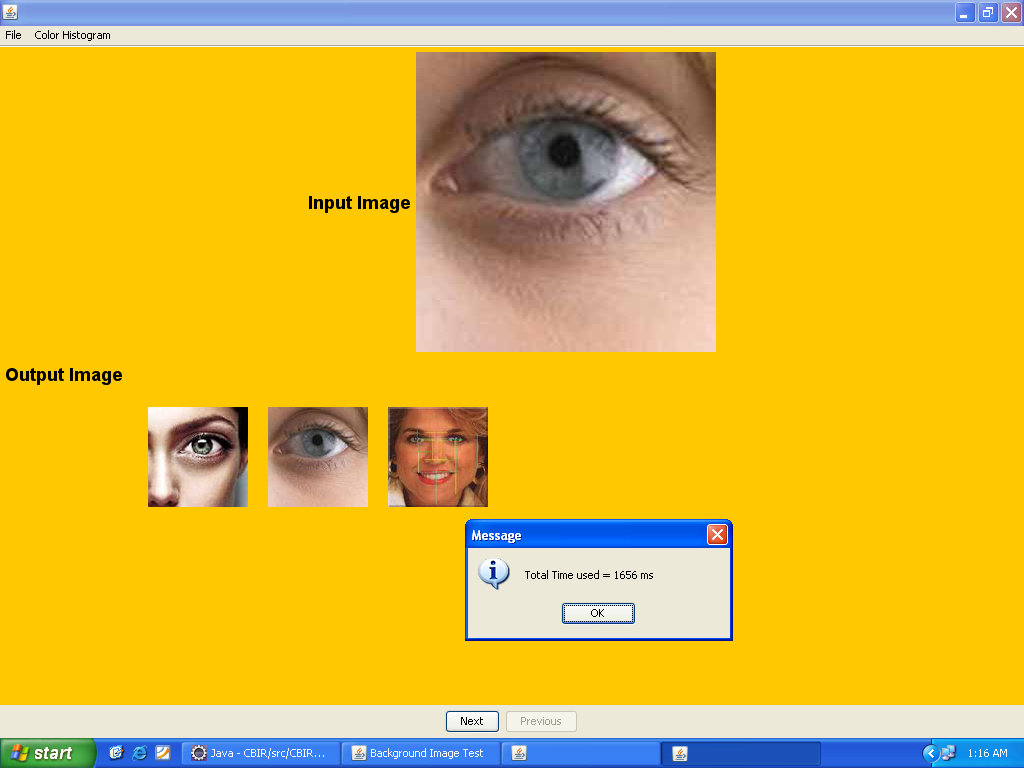 File Color Histogram
Input Image
Output Image
Message
Total Time used = 1656 ms
OK
Next Previous
start Java - CBIR/src/CBIR... Background Image Test 1:16 AM